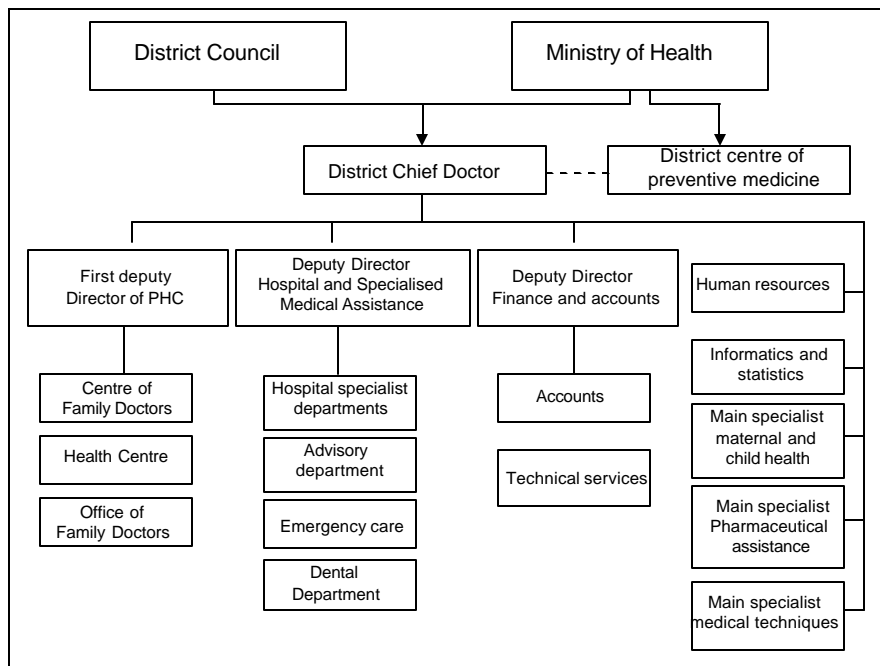 District Council
Ministry of Health
District Chief Doctor
District centre of
preventive medicine
First deputy
Director of PHC
Deputy Director
Hospital and Specialised
Medical Assistance
Deputy Director
Finance and accounts
Human resources
Informatics and
statistics
Main specialist
maternal and
child health
Main specialist
Pharmaceutical
assistance
Main specialist
medical techniques
Centre of
Family Doctors
Health Centre
Office of
Family Doctors
Hospital specialist
departments
Advisory
department
Emergency care
Dental
Department
Accounts
Technical services